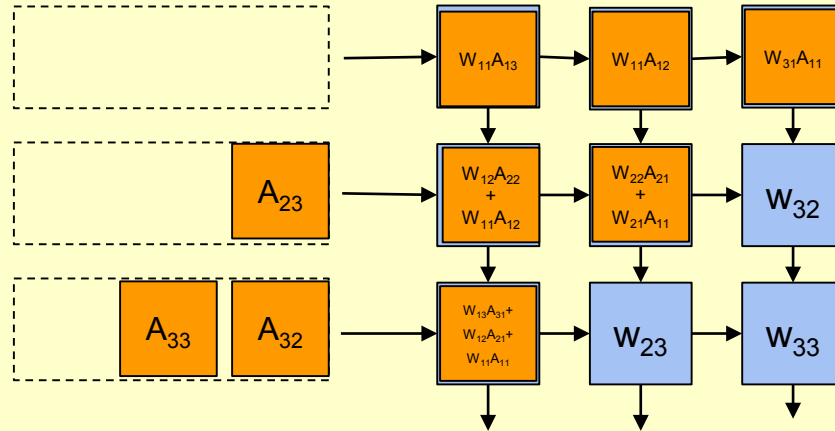 W₁₁A₁₃
W₁₁A₁₂
W₃₁A₁₁
A₂₃
W₁₂A₂₂
+
W₁₁A₁₂
W₂₂A₂₁
+
W₂₁A₁₁
W₃₂
A₃₃
A₃₂
W₁₃A₃₁+
W₁₂A₂₁+
W₁₁A₁₁
W₂₃
W₃₃